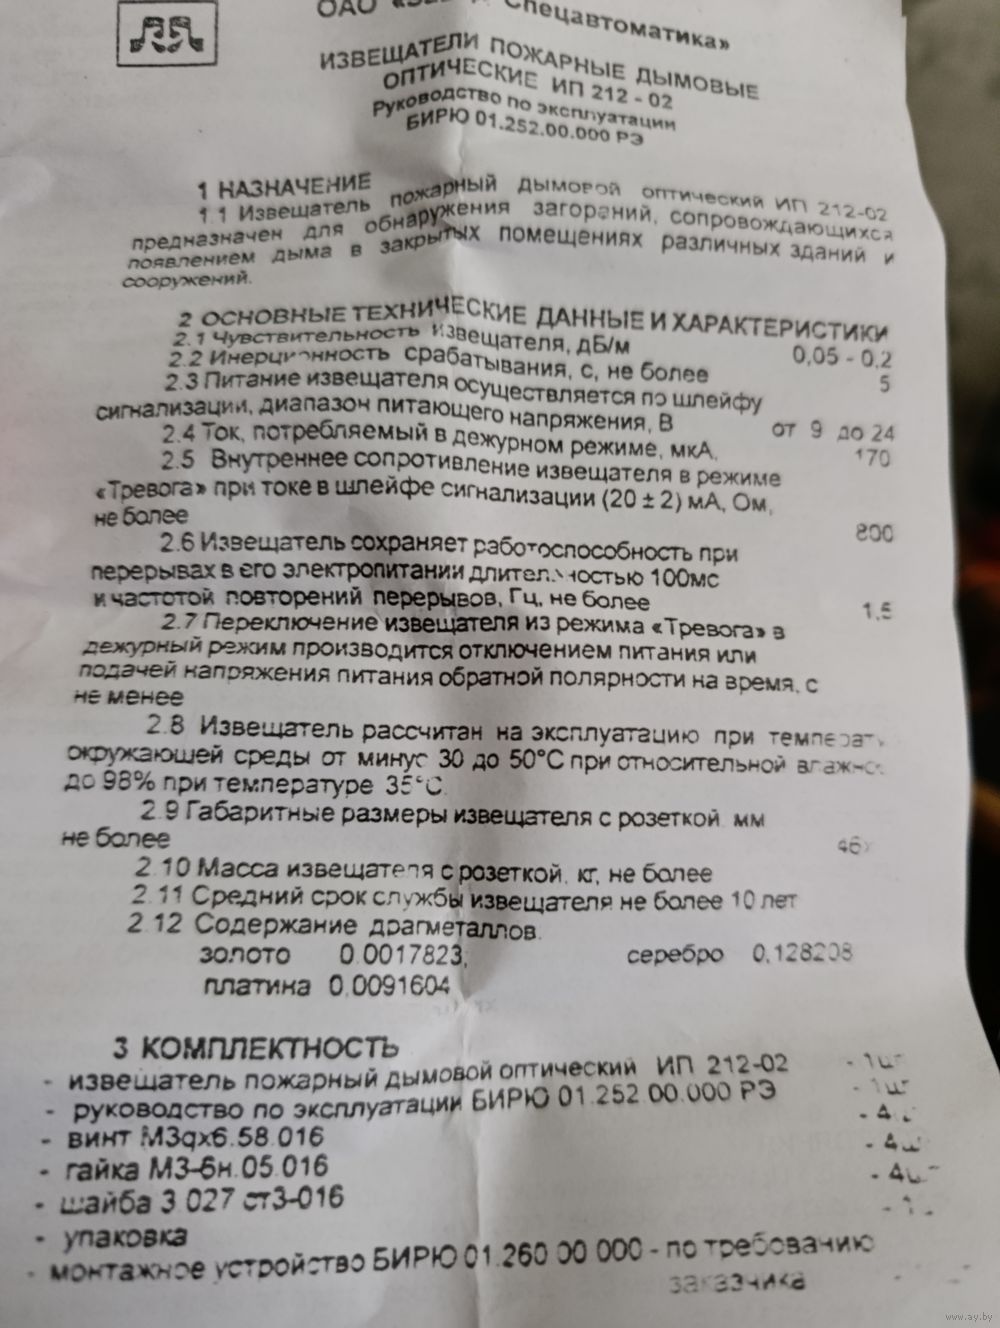 ОАО Спецавтоматика»
ИЗВЕЩАТЕЛИ ПОЖАРНЫЕ ДЫМОВЫЕ
ОПТИЧЕСКИЕ ИП 212 - 02
Руководство по эксплуатации
БИРЮ 01.252.00.000 РЭ
1 НАЗНАЧЕНИЕ
1.1 Извещатель пожарный дымовой оптический ИП 212-02
предназначен для обнаружения загораний, сопровождающихся
появлением дыма в закрытых помещениях различных зданий и
сооружений.
2 ОСНОВНЫЕ ТЕХНИЧЕСКИЕ ДАННЫЕ И ХАРАКТЕРИСТИКИ
2.1 Чувствительность извещателя, дБ/м 0,05 - 0,2
2.2 Инерционность срабатывания, с, не более 5
2.3 Питание извещателя осуществляется по шлейфу
сигнализации, диапазон питающего напряжения, В от 9 до 24
2.4 Ток, потребляемый в дежурном режиме, мкА, 170
2.5 Внутреннее сопротивление извещателя в режиме
«Тревога» при токе в шлейфе сигнализации (20 ± 2) мА, Ом,
не более 800
2.6 Извещатель сохраняет работоспособность при
перерывах в его электропитании длительностью 100мс
и частотой повторений перерывов, Гц, не более 1,5
2.7 Переключение извещателя из режима «Тревога» в
дежурный режим производится отключением питания или
подачей напряжения питания обратной полярности на время, с
не менее
2.8 Извещатель рассчитан на эксплуатацию при
окружающей среды от минус 30 до 50°С при относительной
до 98% при температуре 35°С.
2.9 Габаритные размеры извещателя с розеткой мм
не более 46х
2.10 Масса извещателя с розеткой, кг, не более
2.11 Средний срок службы извещателя не более 10 лет
2.12 Содержание драгметаллов.
золото 0.0017823; серебро 0,128208
платина 0.0091604
3 КОМПЛЕКТНОСТЬ
- извещатель пожарный дымовой оптический ИП 212-02 - 1шт
- руководство по эксплуатации БИРЮ 01.252.00.000 РЭ - 1шт
- винт М3qх6.58.016 - 4
- гайка М3-6н.05.016 - 4ш
- шайба 3 027 ст3-016 - 4ш
- упаковка - 1
- монтажное устройство БИРЮ 01.260 00 000 - по требованию
заказчика
www.ay.by